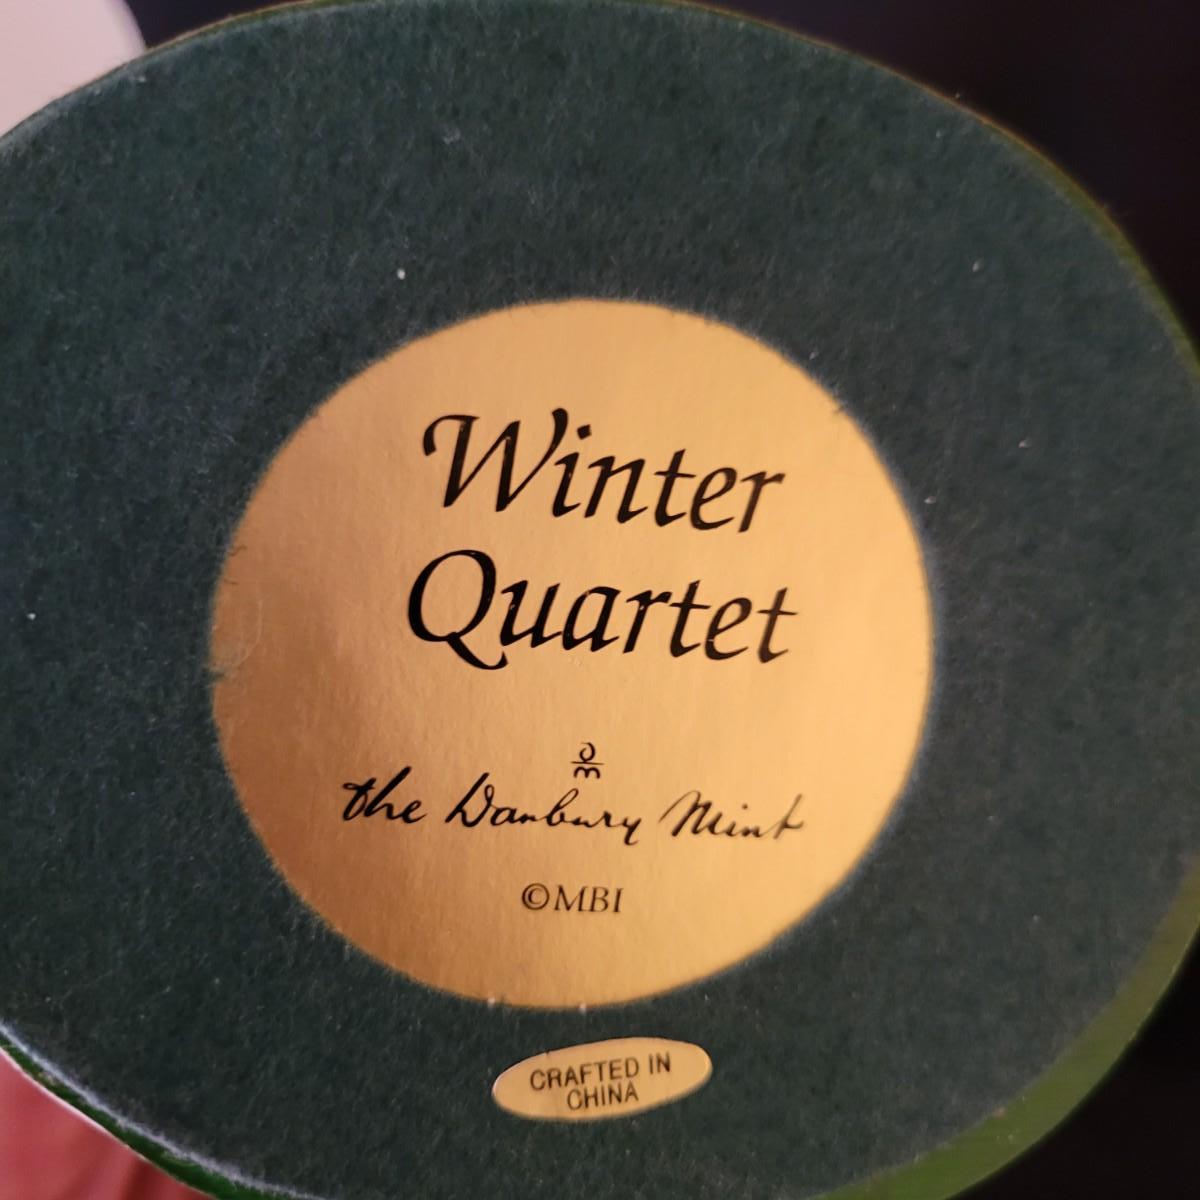 Winter
Quartet
the Danbury Mint
©MBI
CRAFTED IN
CHINA